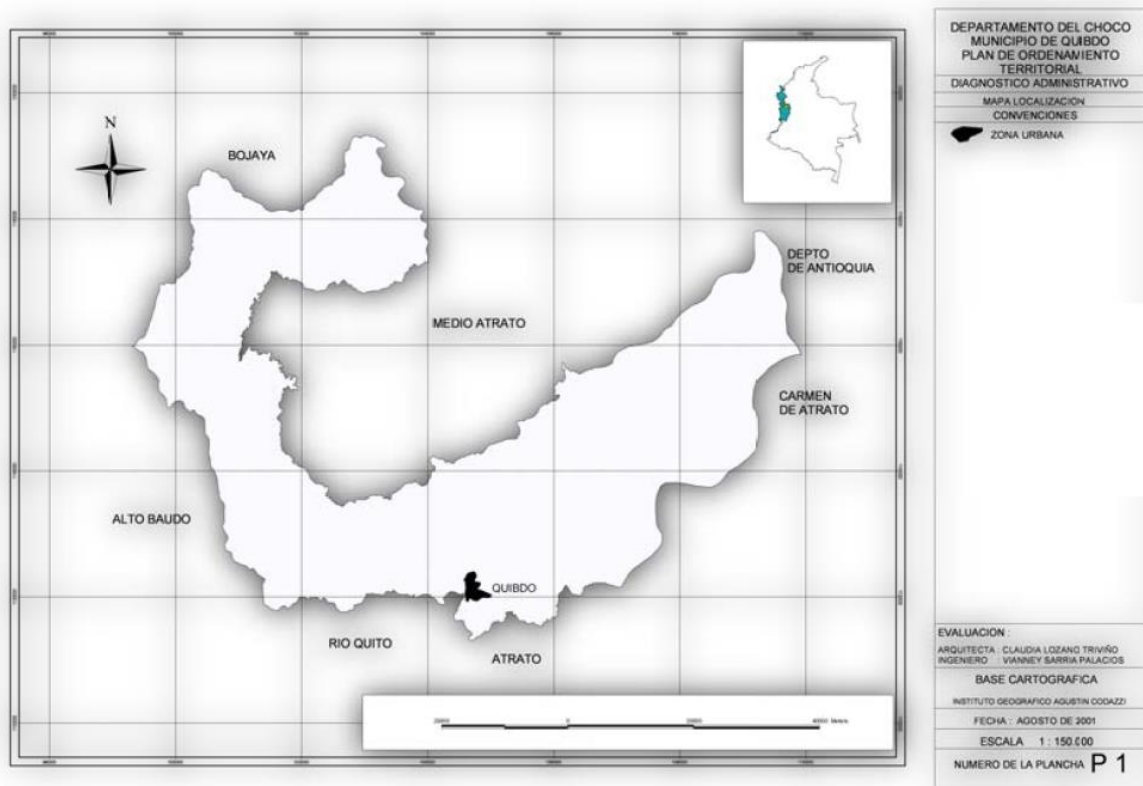 DEPARTAMENTO DEL CHOCO
MUNICIPIO DE QUIBDO
PLAN DE ORDENAMIENTO
TERRITORIAL
DIAGNOSTICO ADMINISTRATIVO
MAPA LOCALIZACION
CONVENCIONES
ZONA URBANA
N
BOJAYA
DEPTO
DE ANTIOQUIA
MEDIO ATRATO
CARMEN
DE ATRATO
ALTO BAUDO
QUIBDO
RIO QUITO
ATRATO
EVALUACION :
ARQUITECTA : CLAUDIA LOZANO TRIVIÑO
INGENIERO : VIANNEY SARRIA PALACIOS
BASE CARTOGRAFICA
INSTITUTO GEOGRAFICO AGUSTIN CODAZZI
FECHA : AGOSTO DE 2001
ESCALA 1 : 150.000
NUMERO DE LA PLANCHA P 1